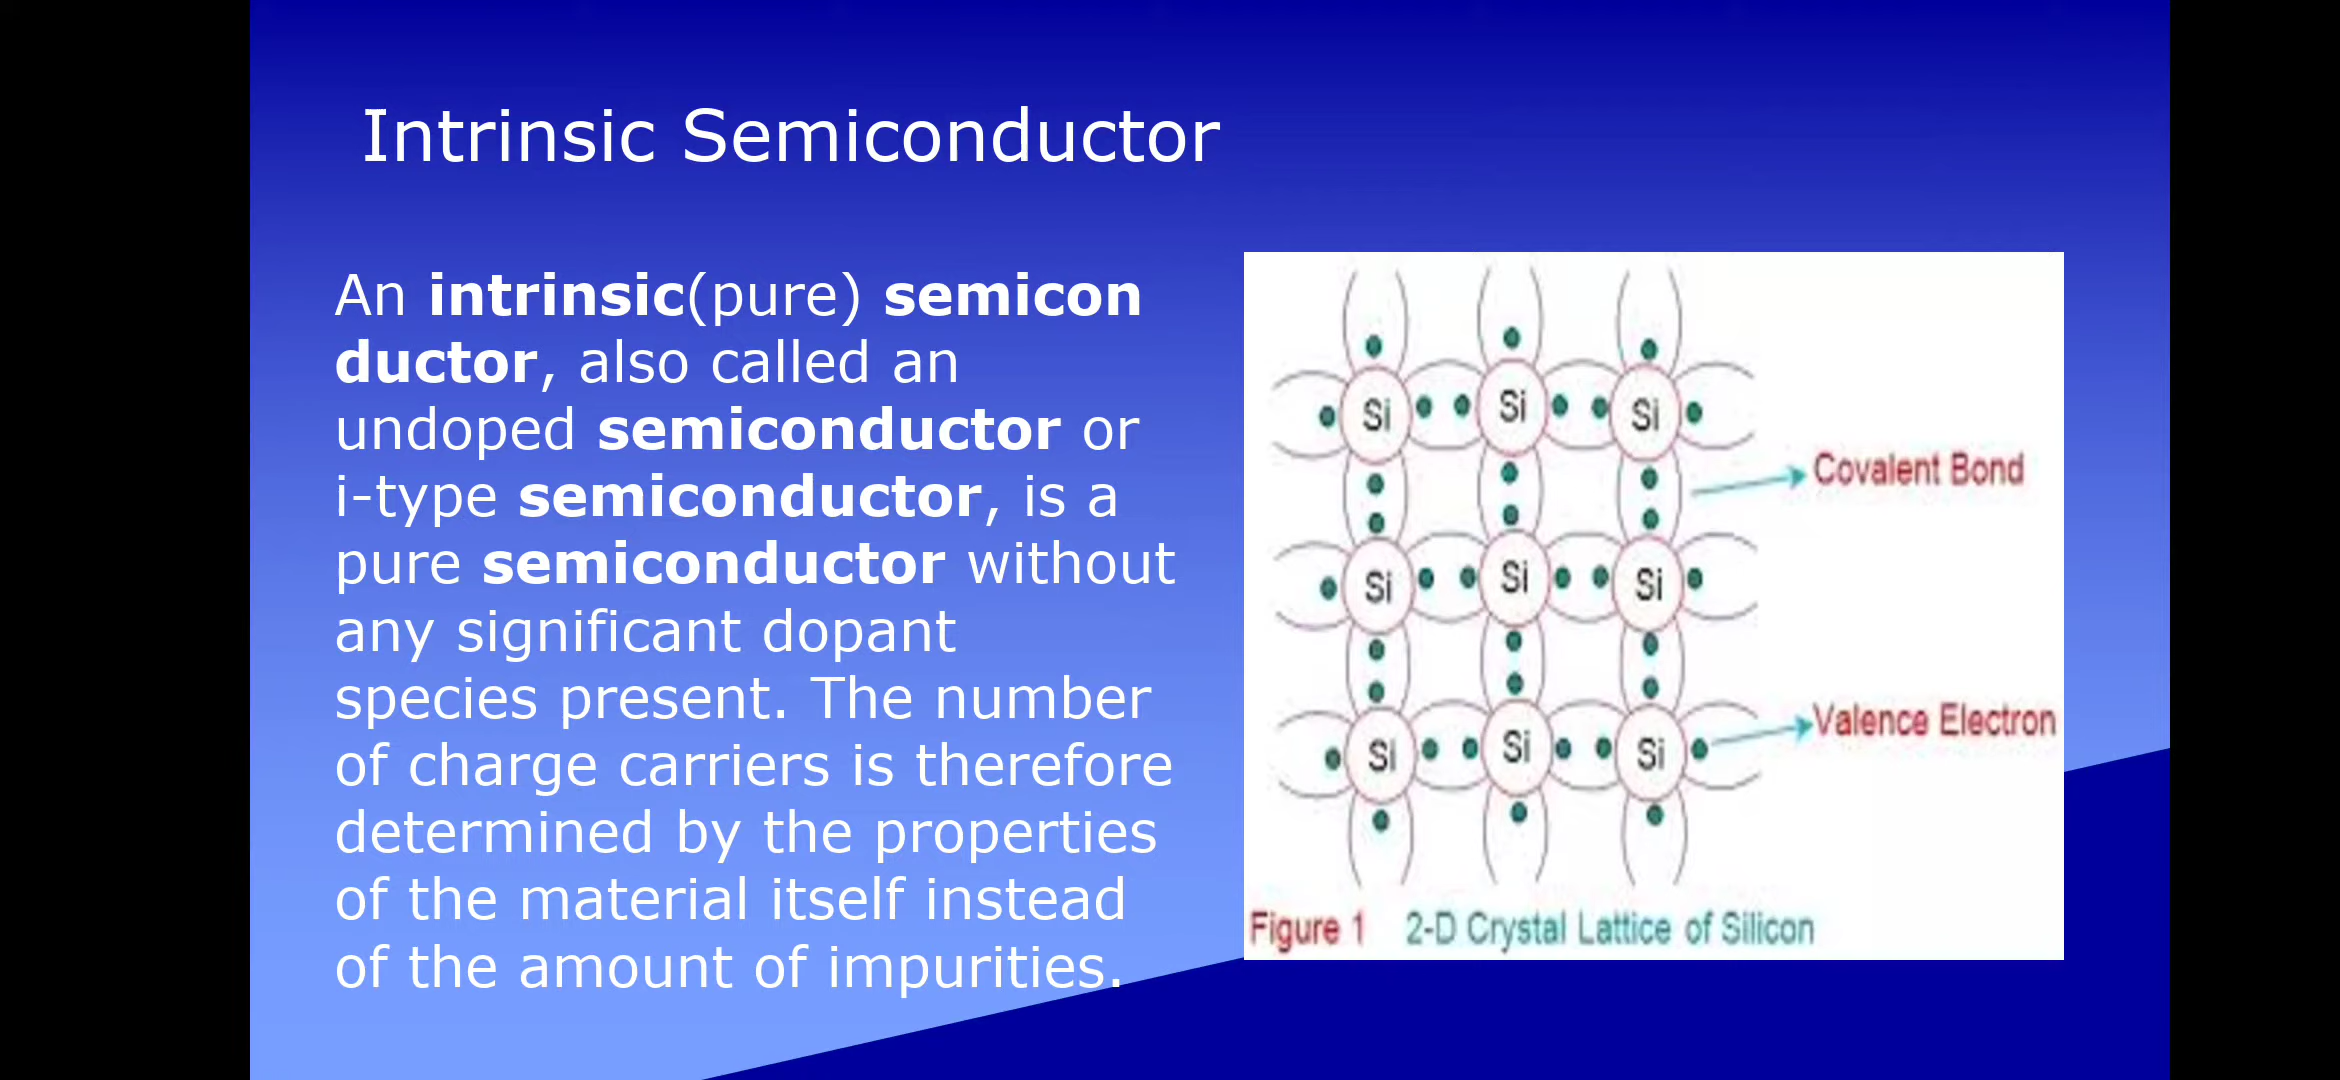 Intrinsic Semiconductor
An intrinsic(pure) semicon
ductor, also called an
undoped semiconductor or
i-type semiconductor, is a
pure semiconductor without
any significant dopant
species present. The number
of charge carriers is therefore
determined by the properties
of the material itself instead
of the amount of impurities.
Si Si Si
Covalent Bond
Si Si Si
Valence Electron
Si Si Si
Figure 1 2-D Crystal Lattice of Silicon